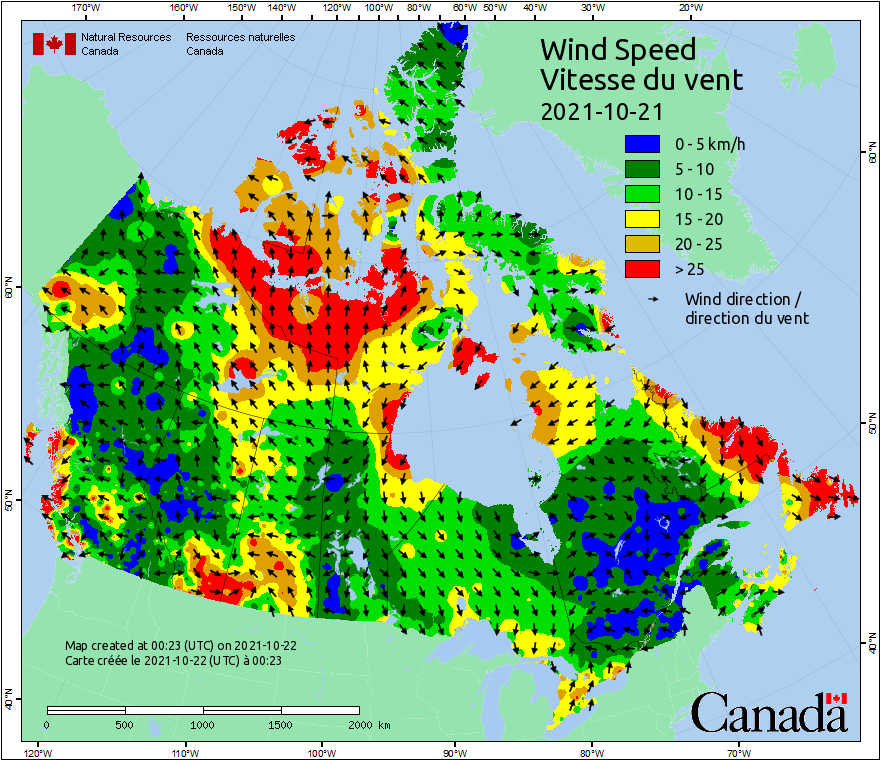 170°W 160°W 150°W 140°W 120°W 100°W 80°W 60°W 50°W 40°W 30°W 20°W
Natural Resources Ressources naturelles
Canada Canada
Wind Speed
Vitesse du vent
2021-10-21
0 - 5 km/h
5 - 10
10 - 15
15 - 20
20 - 25
> 25
Wind direction /
direction du vent
60°N 60°N
50°N 50°N
40°N 40°N
Map created at 00:23 (UTC) on 2021-10-22
Carte créée le 2021-10-22 (UTC) à 00:23
0 500 1000 1500 2000 km
Canada
120°W 110°W 100°W 90°W 80°W 70°W